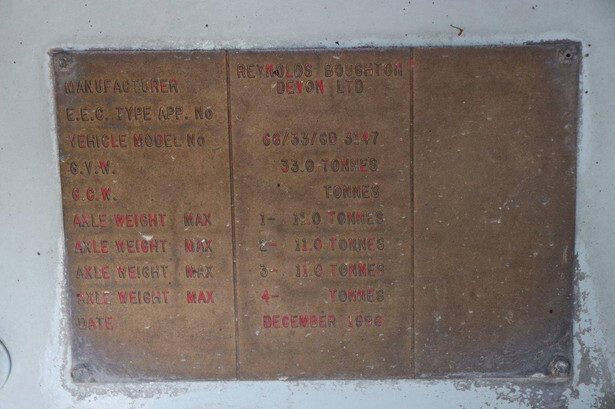 MANUFACTURER REYNOLDS BOUGHTON
DEVON LTD
E.E.C. TYPE APP. No
VEHICLE MODEL No
G.V.W. 33.0 TONNES
G.C.W. TONNES
AXLE WEIGHT MAX 1- 11.0 TONNES
AXLE WEIGHT MAX 2- 11.0 TONNES
AXLE WEIGHT MAX 3- 11.0 TONNES
AXLE WEIGHT MAX 4- TONNES
DATE DECEMBER